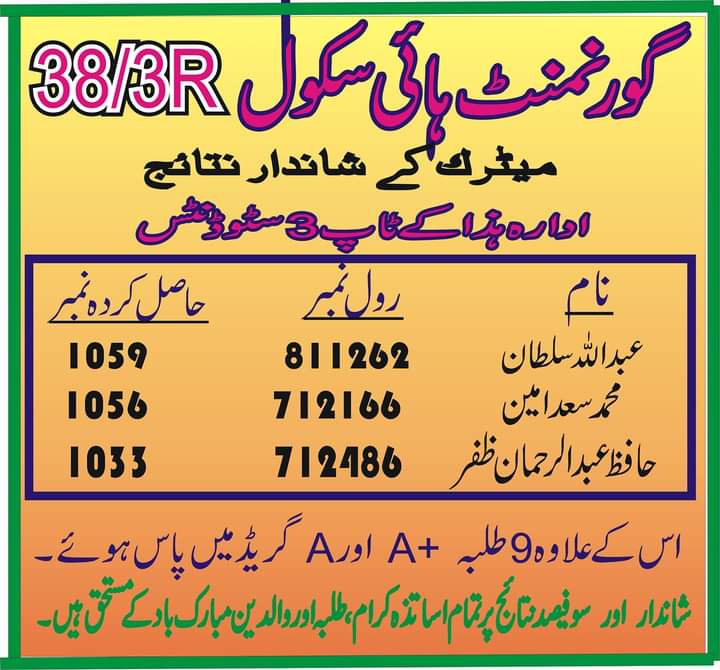 گورنمنٹ ہائی سکول 38/3R
میٹرک کے شاندار نتائج
ادارہ ہذا کے ٹاپ 3 سٹوڈنٹس
نام رول نمبر حاصل کردہ نمبر
عبداللہ سلطان 811262 1059
محمد سعد امین 712166 1056
حافظ عبدالرحمان ظفر 712486 1033
اس کے علاوہ 9 طلبہ A+ اور A گریڈ میں پاس ہوئے۔
شاندار اور سو فیصد نتائج پر تمام اساتذہ کرام، طلبہ اور والدین مبارک باد کے مستحق ہیں۔